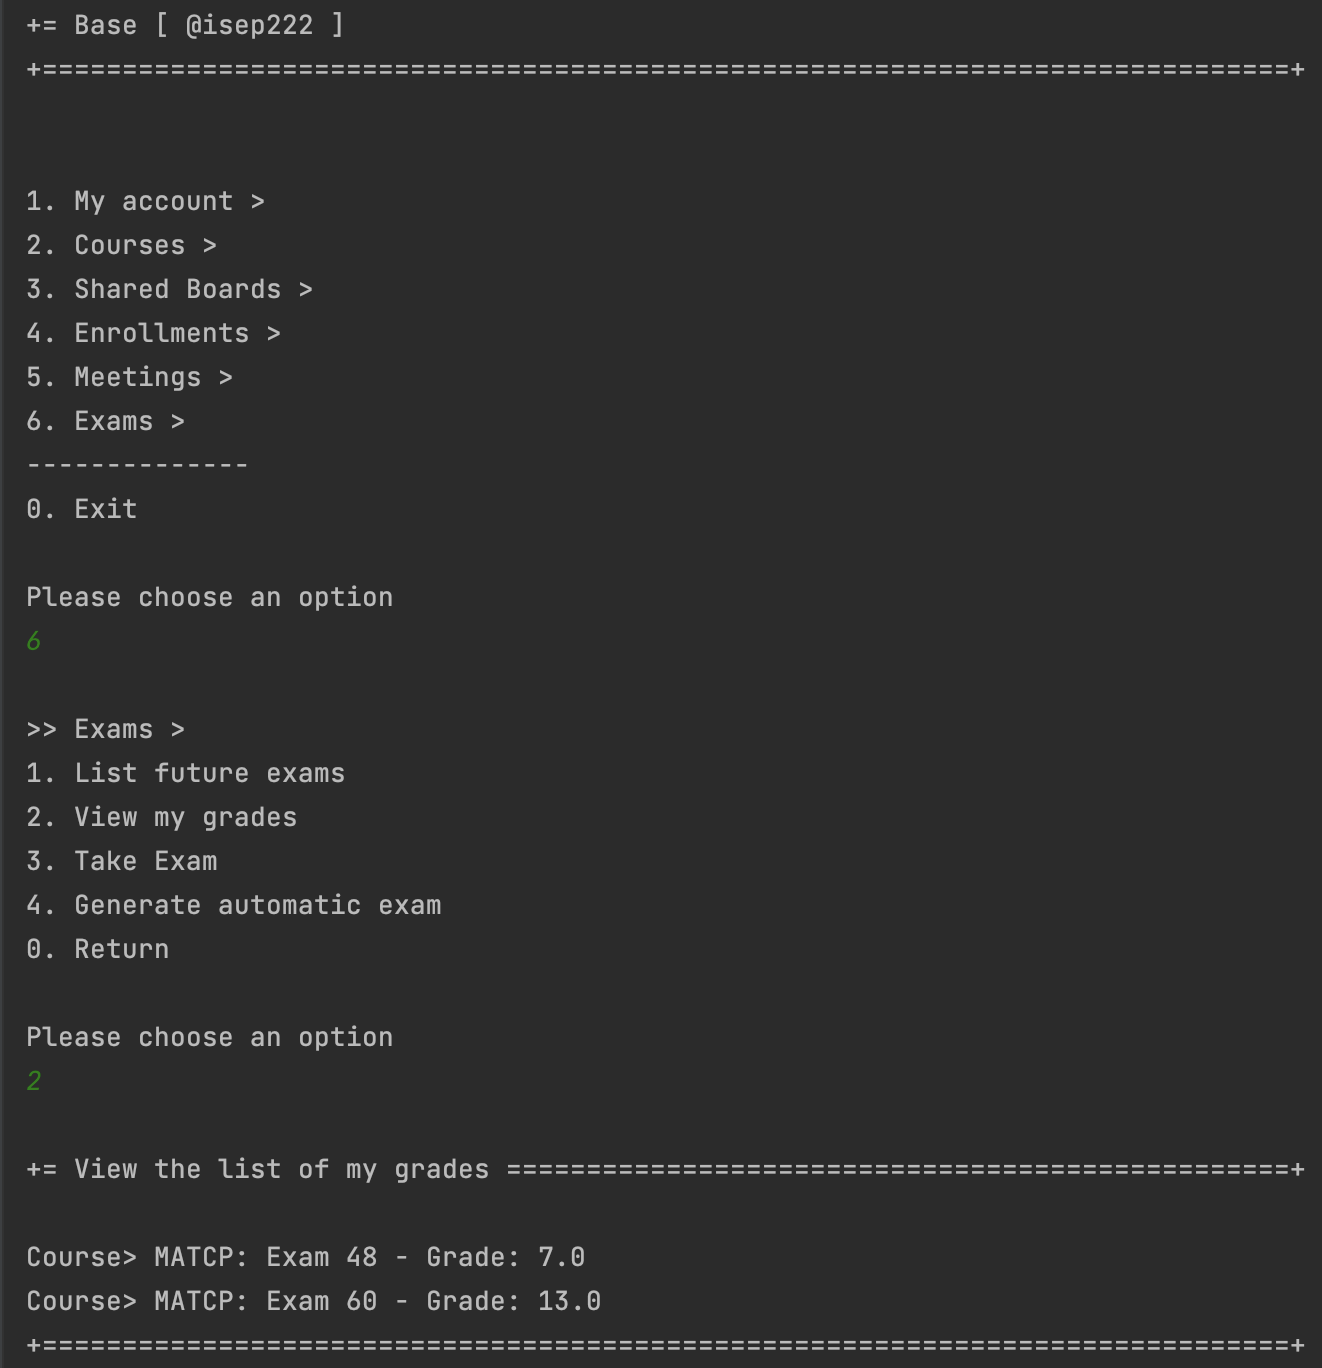 += Base [ @isep222 ]
+==============================================================================+
1. My account >
2. Courses >
3. Shared Boards >
4. Enrollments >
5. Meetings >
6. Exams >
--------------
0. Exit
Please choose an option
6
>> Exams >
1. List future exams
2. View my grades
3. Take Exam
4. Generate automatic exam
0. Return
Please choose an option
2
+= View the list of my grades =================================================+
Course> MATCP: Exam 48 - Grade: 7.0
Course> MATCP: Exam 60 - Grade: 13.0
+==============================================================================+